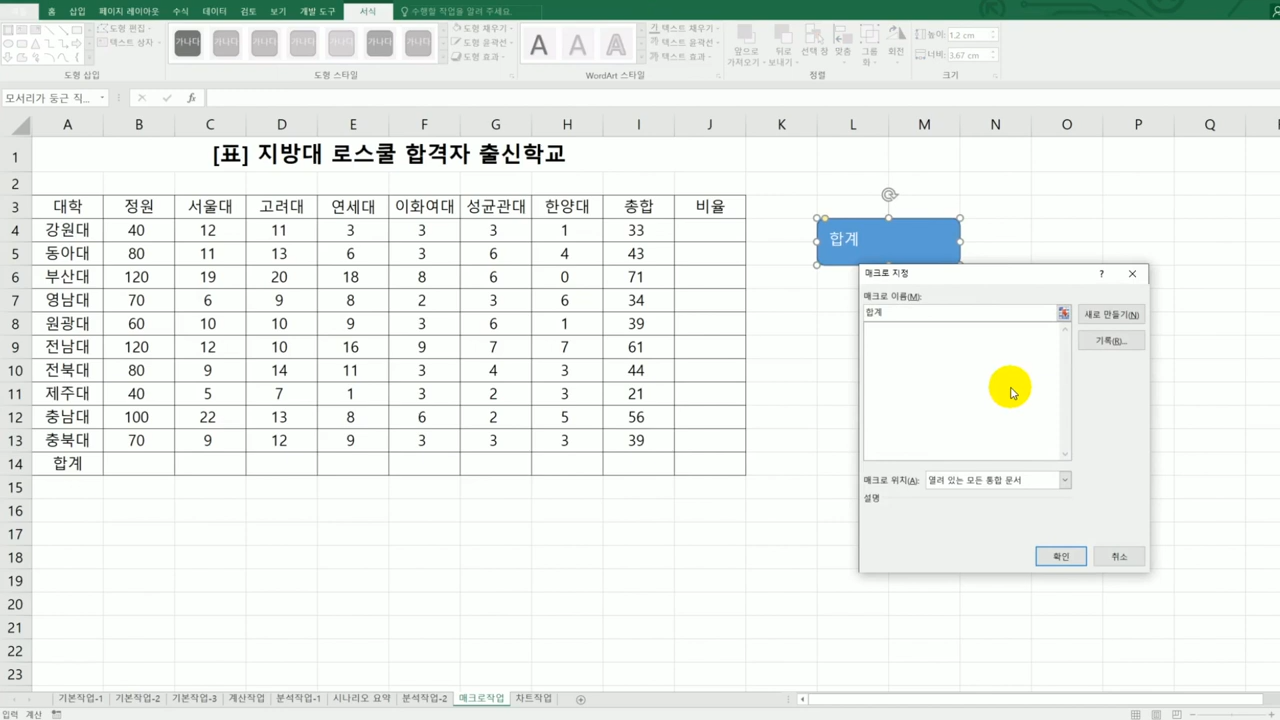 홈 삽입 페이지 레이아웃 수식 데이터 검토 보기 개발 도구 서식 수행할 작업을 알려 주세요.
도형 편집 도형 채우기 텍스트 채우기 높이: 1.2 cm
가나다 가나다 가나다 가나다 가나다 가나다 가나다 A A A
텍스트 상자 도형 윤곽선 텍스트 윤곽선 앞으로 뒤로 선택 창 맞춤 그룹 회전 너비: 3.67 cm
도형 효과 텍스트 효과 가져오기 보내기 화
도형 삽입 도형 스타일 WordArt 스타일 정렬 크기
모서리가 둥근 직... fx
A B C D E F G H I J K L M N O P Q
1 [표] 지방대 로스쿨 합격자 출신학교
2
3 대학 정원 서울대 고려대 연세대 이화여대 성균관대 한양대 총합 비율
4 강원대 40 12 11 3 3 3 1 33
5 동아대 80 11 13 6 3 6 4 43
6 부산대 120 19 20 18 8 6 0 71
7 영남대 70 6 9 8 2 3 6 34
8 원광대 60 10 10 9 3 6 1 39
9 전남대 120 12 10 16 9 7 7 61
10 전북대 80 9 14 11 3 4 3 44
11 제주대 40 5 7 1 3 2 3 21
12 충남대 100 22 13 8 6 2 5 56
13 충북대 70 9 12 9 3 3 3 39
14 합계
15
16
17
18
19
20
21
22
23
합계
매크로 지정 ?
매크로 이름(M):
합계 새로 만들기(N)
기록(R)...
매크로 위치(A): 열려 있는 모든 통합 문서
설명
확인 취소
기본작업-1 기본작업-2 기본작업-3 계산작업 분석작업-1 시나리오 요약 분석작업-2 매크로작업 차트작업
입력 계산